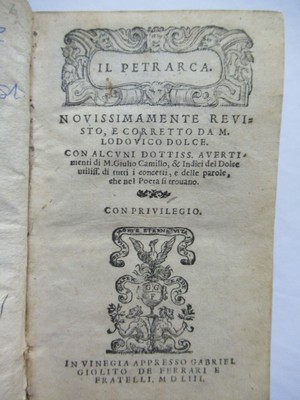 IL PETRARCA.
NOVISSIMAMENTE REVI-
STO, E CORRETTO DA M.
LODOVICO DOLCE.
CON ALCVNI DOTTISS. AVERTI-
menti di M. Giulio Camillo, & Indici del Dolce
utiliss. di tutti i concetti, e delle parole,
che nel Poeta si trouano.
CON PRIVILEGIO.
G G
F
IN VINEGIA APPRESSO GABRIEL
GIOLITO DE FERRARI E
FRATELLI. MDLIII.